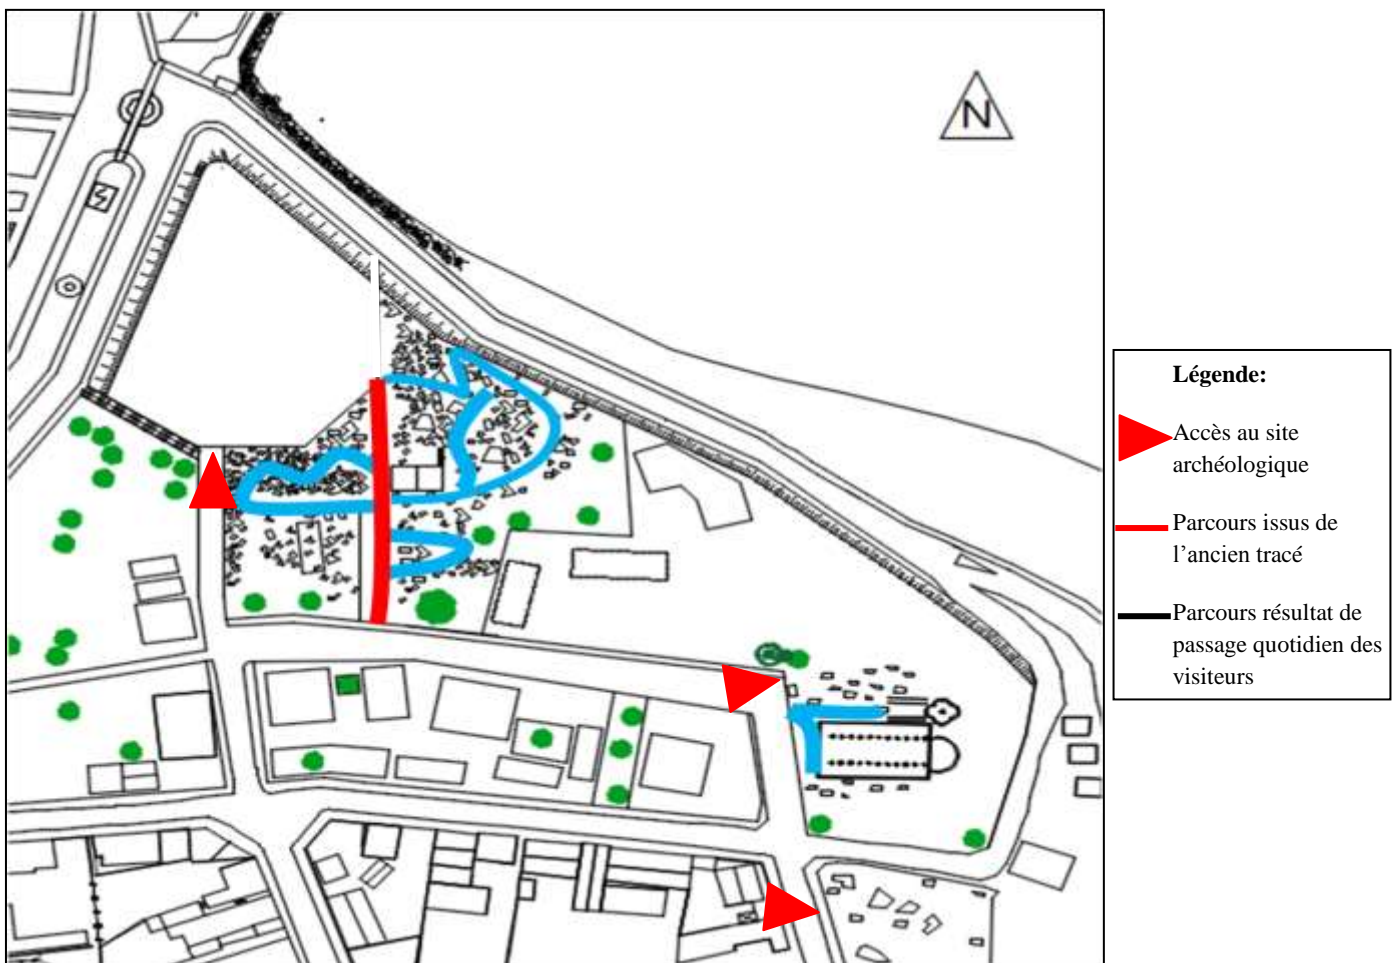 N
Légende:
Accès au site
archéologique
Parcours issus de
l’ancien tracé
Parcours résultat de
passage quotidien des
visiteurs